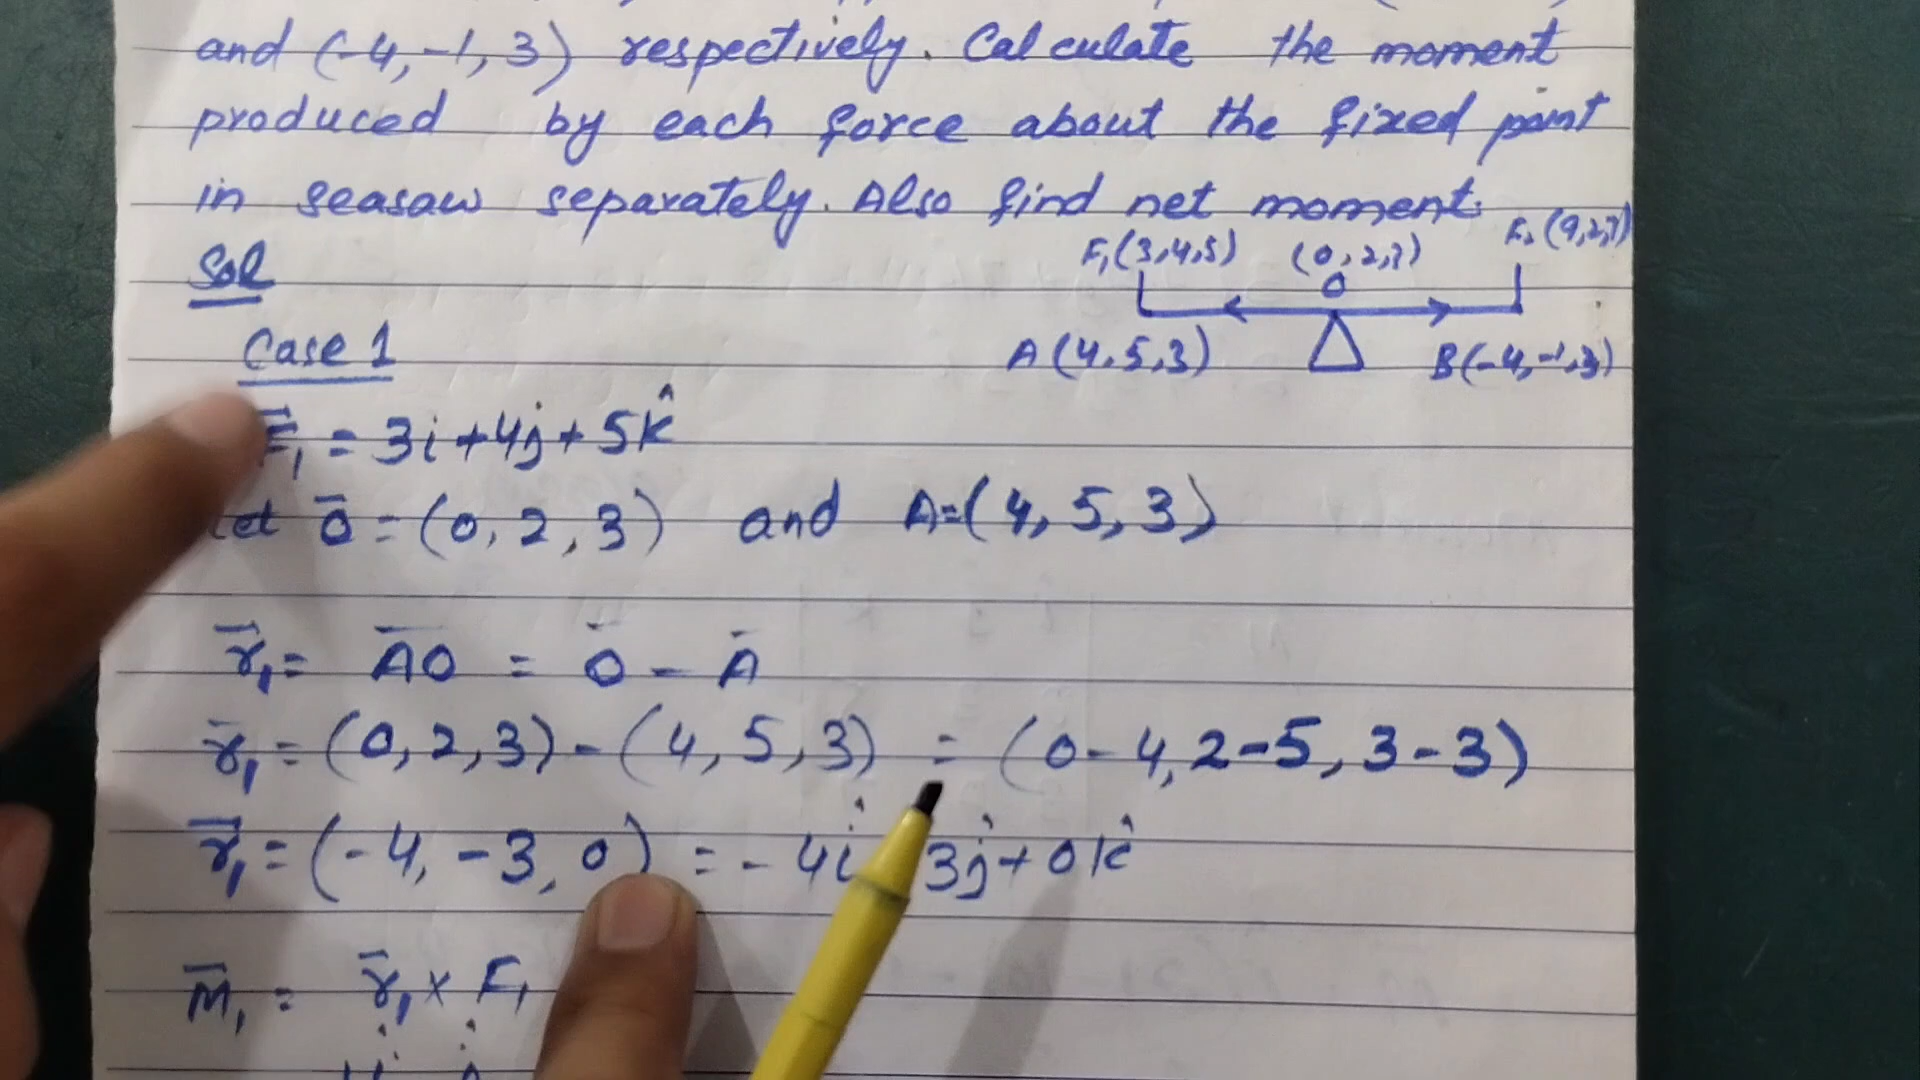 and (-4, -1, 3) respectively. Calculate the moment
produced by each force about the fixed point
in seasaw separately. Also find net moment.
Sol
F₁(3,4,5) (0,2,3) F₂(9,2,7)
O
A(4,5,3) B(-4,-1,3)
Case 1
F̄₁ = 3i + 4j + 5k̂
Let Ō = (0, 2, 3) and A = (4, 5, 3)
r̄₁ = A̅O̅ = Ō - Ā
r̄₁ = (0, 2, 3) - (4, 5, 3) = (0-4, 2-5, 3-3)
r̄₁ = (-4, -3, 0) = -4î 3ĵ + 0k̂
M̄₁ = r̄₁ × F₁